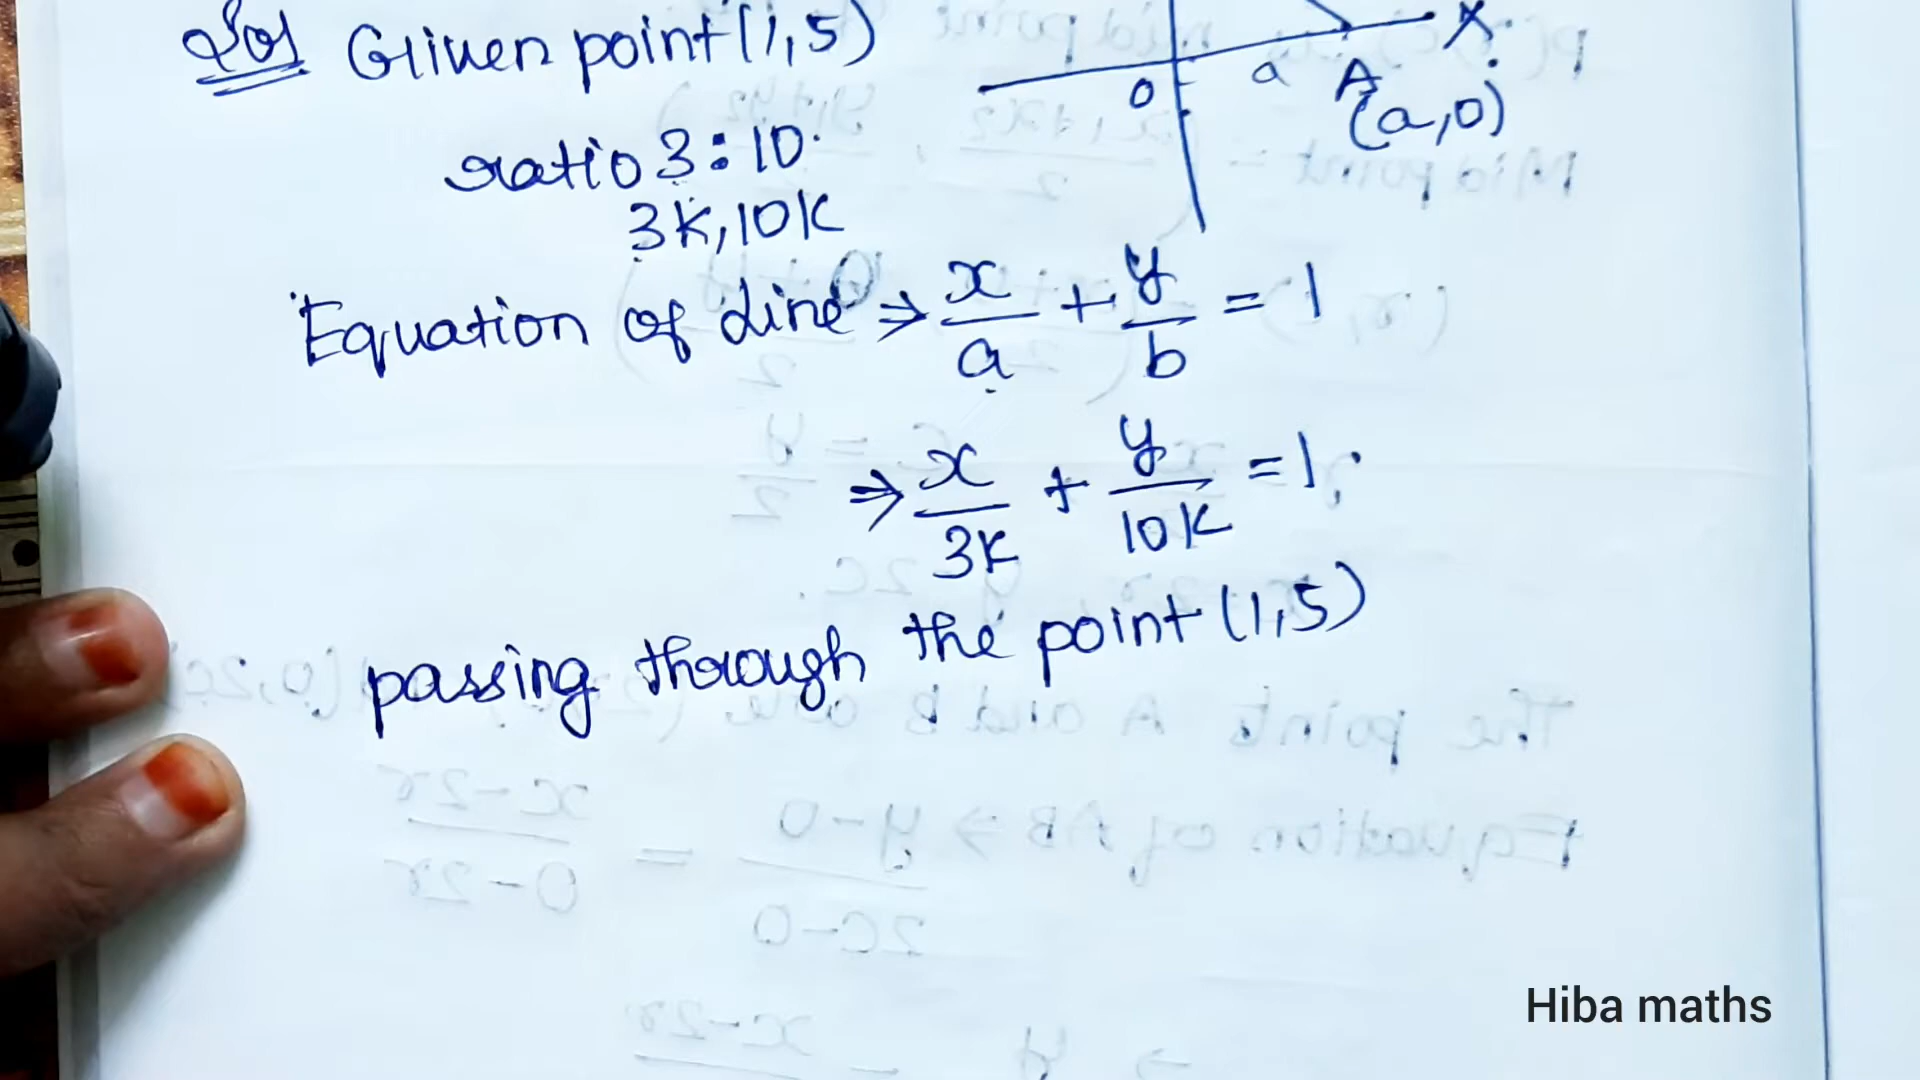 Sol Given point (1,5)
X
0 a A
(a,0)
ratio 3:10
3K, 10K
Equation of line ⇒ x/a + y/b = 1
⇒ x/3K + y/10K = 1
passing through the point (1,5)
Hiba maths